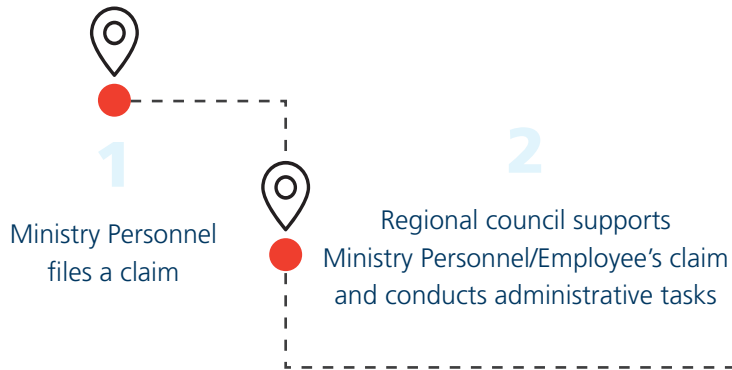 1
Ministry Personnel
files a claim
2
Regional council supports
Ministry Personnel/Employee’s claim
and conducts administrative tasks